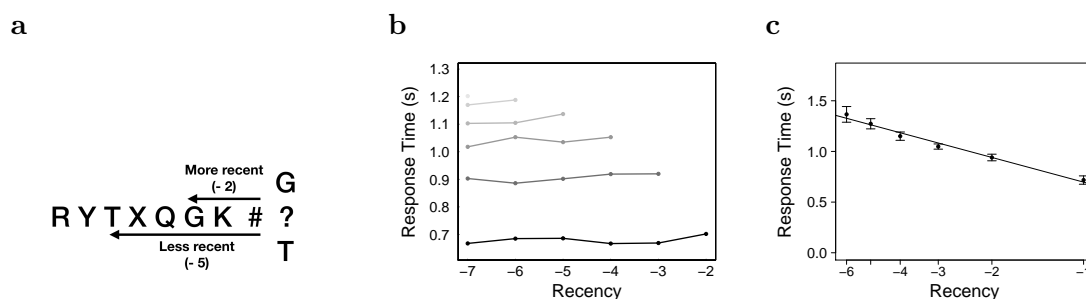 a
More recent
(- 2)
G
R Y T X Q G K # ?
Less recent
(- 5)
T
b
Response Time (s)
1.3
1.2
1.1
1.0
0.9
0.8
0.7
−7 −6 −5 −4 −3 −2
Recency
c
Response Time (s)
1.5
1.0
0.5
0.0
−6 −4 −3 −2 −1
Recency